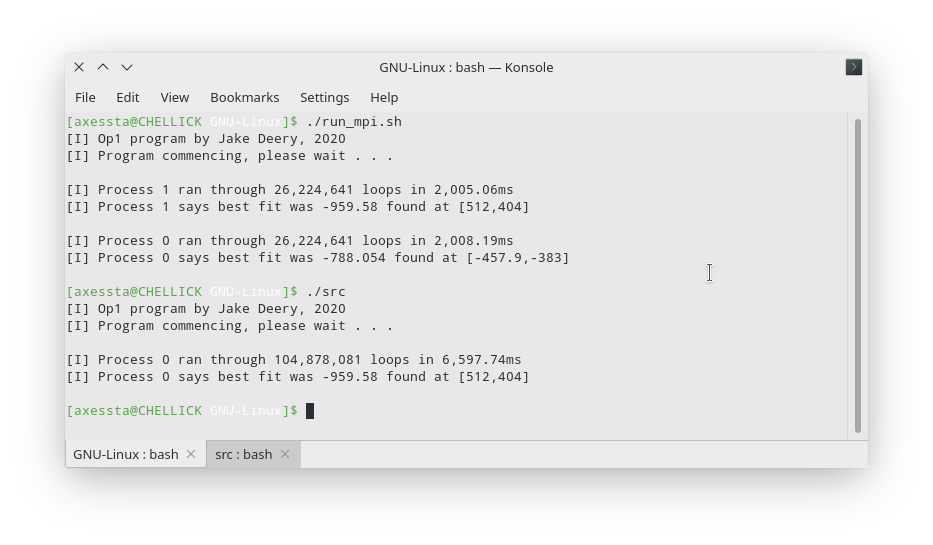 GNU-Linux : bash — Konsole
File Edit View Bookmarks Settings Help
[axessta@CHELLICK GNU-Linux]$ ./run_mpi.sh
[I] Op1 program by Jake Deery, 2020
[I] Program commencing, please wait . . .
[I] Process 1 ran through 26,224,641 loops in 2,005.06ms
[I] Process 1 says best fit was -959.58 found at [512,404]
[I] Process 0 ran through 26,224,641 loops in 2,008.19ms
[I] Process 0 says best fit was -788.054 found at [-457.9,-383]
[axessta@CHELLICK GNU-Linux]$ ./src
[I] Op1 program by Jake Deery, 2020
[I] Program commencing, please wait . . .
[I] Process 0 ran through 104,878,081 loops in 6,597.74ms
[I] Process 0 says best fit was -959.58 found at [512,404]
[axessta@CHELLICK GNU-Linux]$
GNU-Linux : bash src : bash